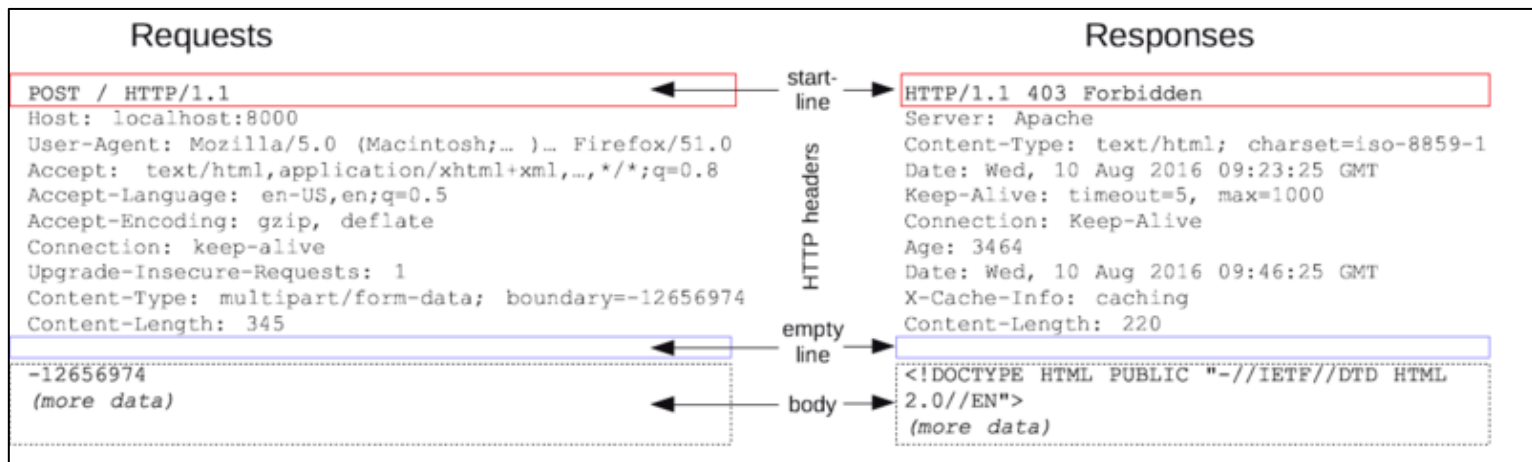 Requests
POST / HTTP/1.1
Host: localhost:8000
User-Agent: Mozilla/5.0 (Macintosh;… )… Firefox/51.0
Accept: text/html,application/xhtml+xml,…,*/*;q=0.8
Accept-Language: en-US,en;q=0.5
Accept-Encoding: gzip, deflate
Connection: keep-alive
Upgrade-Insecure-Requests: 1
Content-Type: multipart/form-data; boundary=-12656974
Content-Length: 345
-12656974
(more data)
start-
line
HTTP headers
empty
line
body
Responses
HTTP/1.1 403 Forbidden
Server: Apache
Content-Type: text/html; charset=iso-8859-1
Date: Wed, 10 Aug 2016 09:23:25 GMT
Keep-Alive: timeout=5, max=1000
Connection: Keep-Alive
Age: 3464
Date: Wed, 10 Aug 2016 09:46:25 GMT
X-Cache-Info: caching
Content-Length: 220
<!DOCTYPE HTML PUBLIC "-//IETF//DTD HTML
2.0//EN">
(more data)